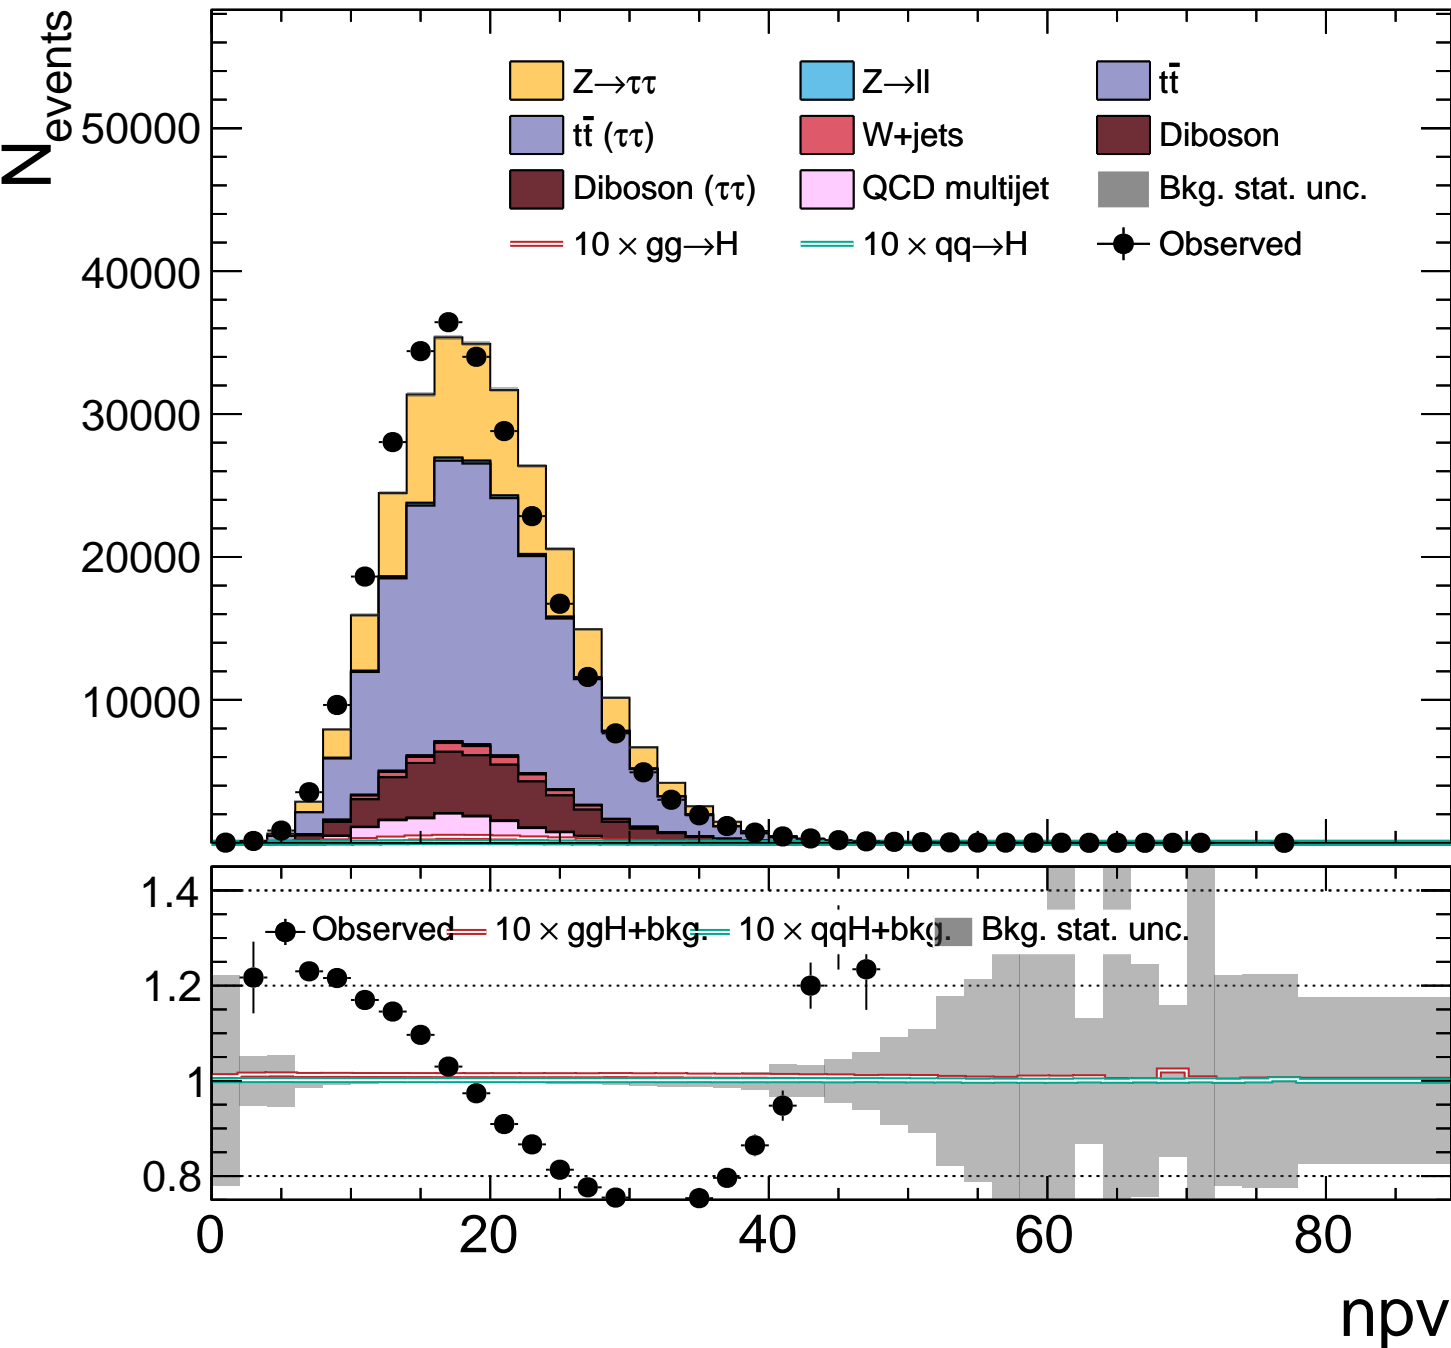 N_events
50000
40000
30000
20000
10000
Z→ττ Z→ll tt̄
tt̄ (ττ) W+jets Diboson
Diboson (ττ) QCD multijet Bkg. stat. unc.
10 × gg→H 10 × qq→H Observed
1.4
1.2
1
0.8
Observed 10 × ggH+bkg. 10 × qqH+bkg. Bkg. stat. unc.
0 20 40 60 80
npv